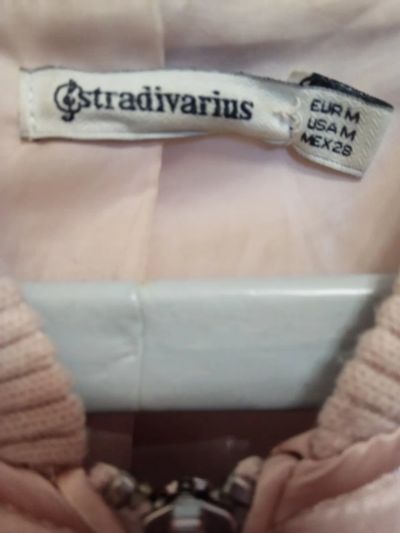 stradivarius
EUR M
USA M
MEX 28